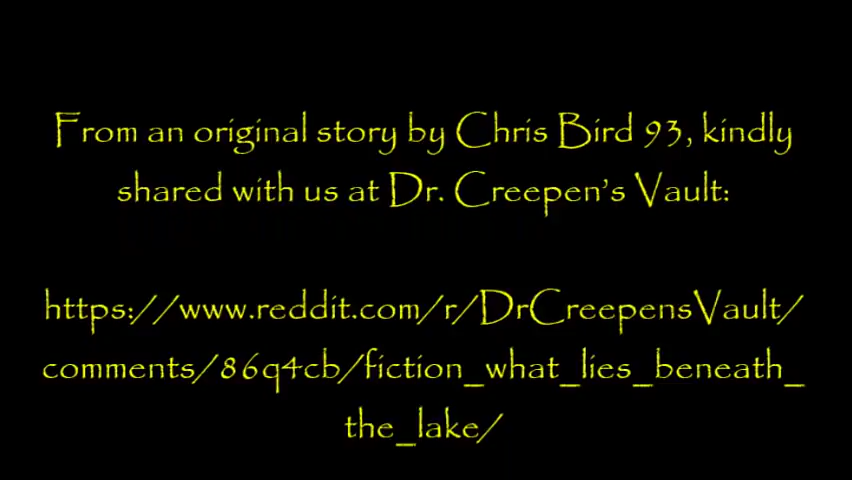 From an original story by Chris Bird 93, kindly
shared with us at Dr. Creepen's Vault:
https://www.reddit.com/r/DrCreepensVault/
comments/86q4cb/fiction_what_lies_beneath_
the_lake/